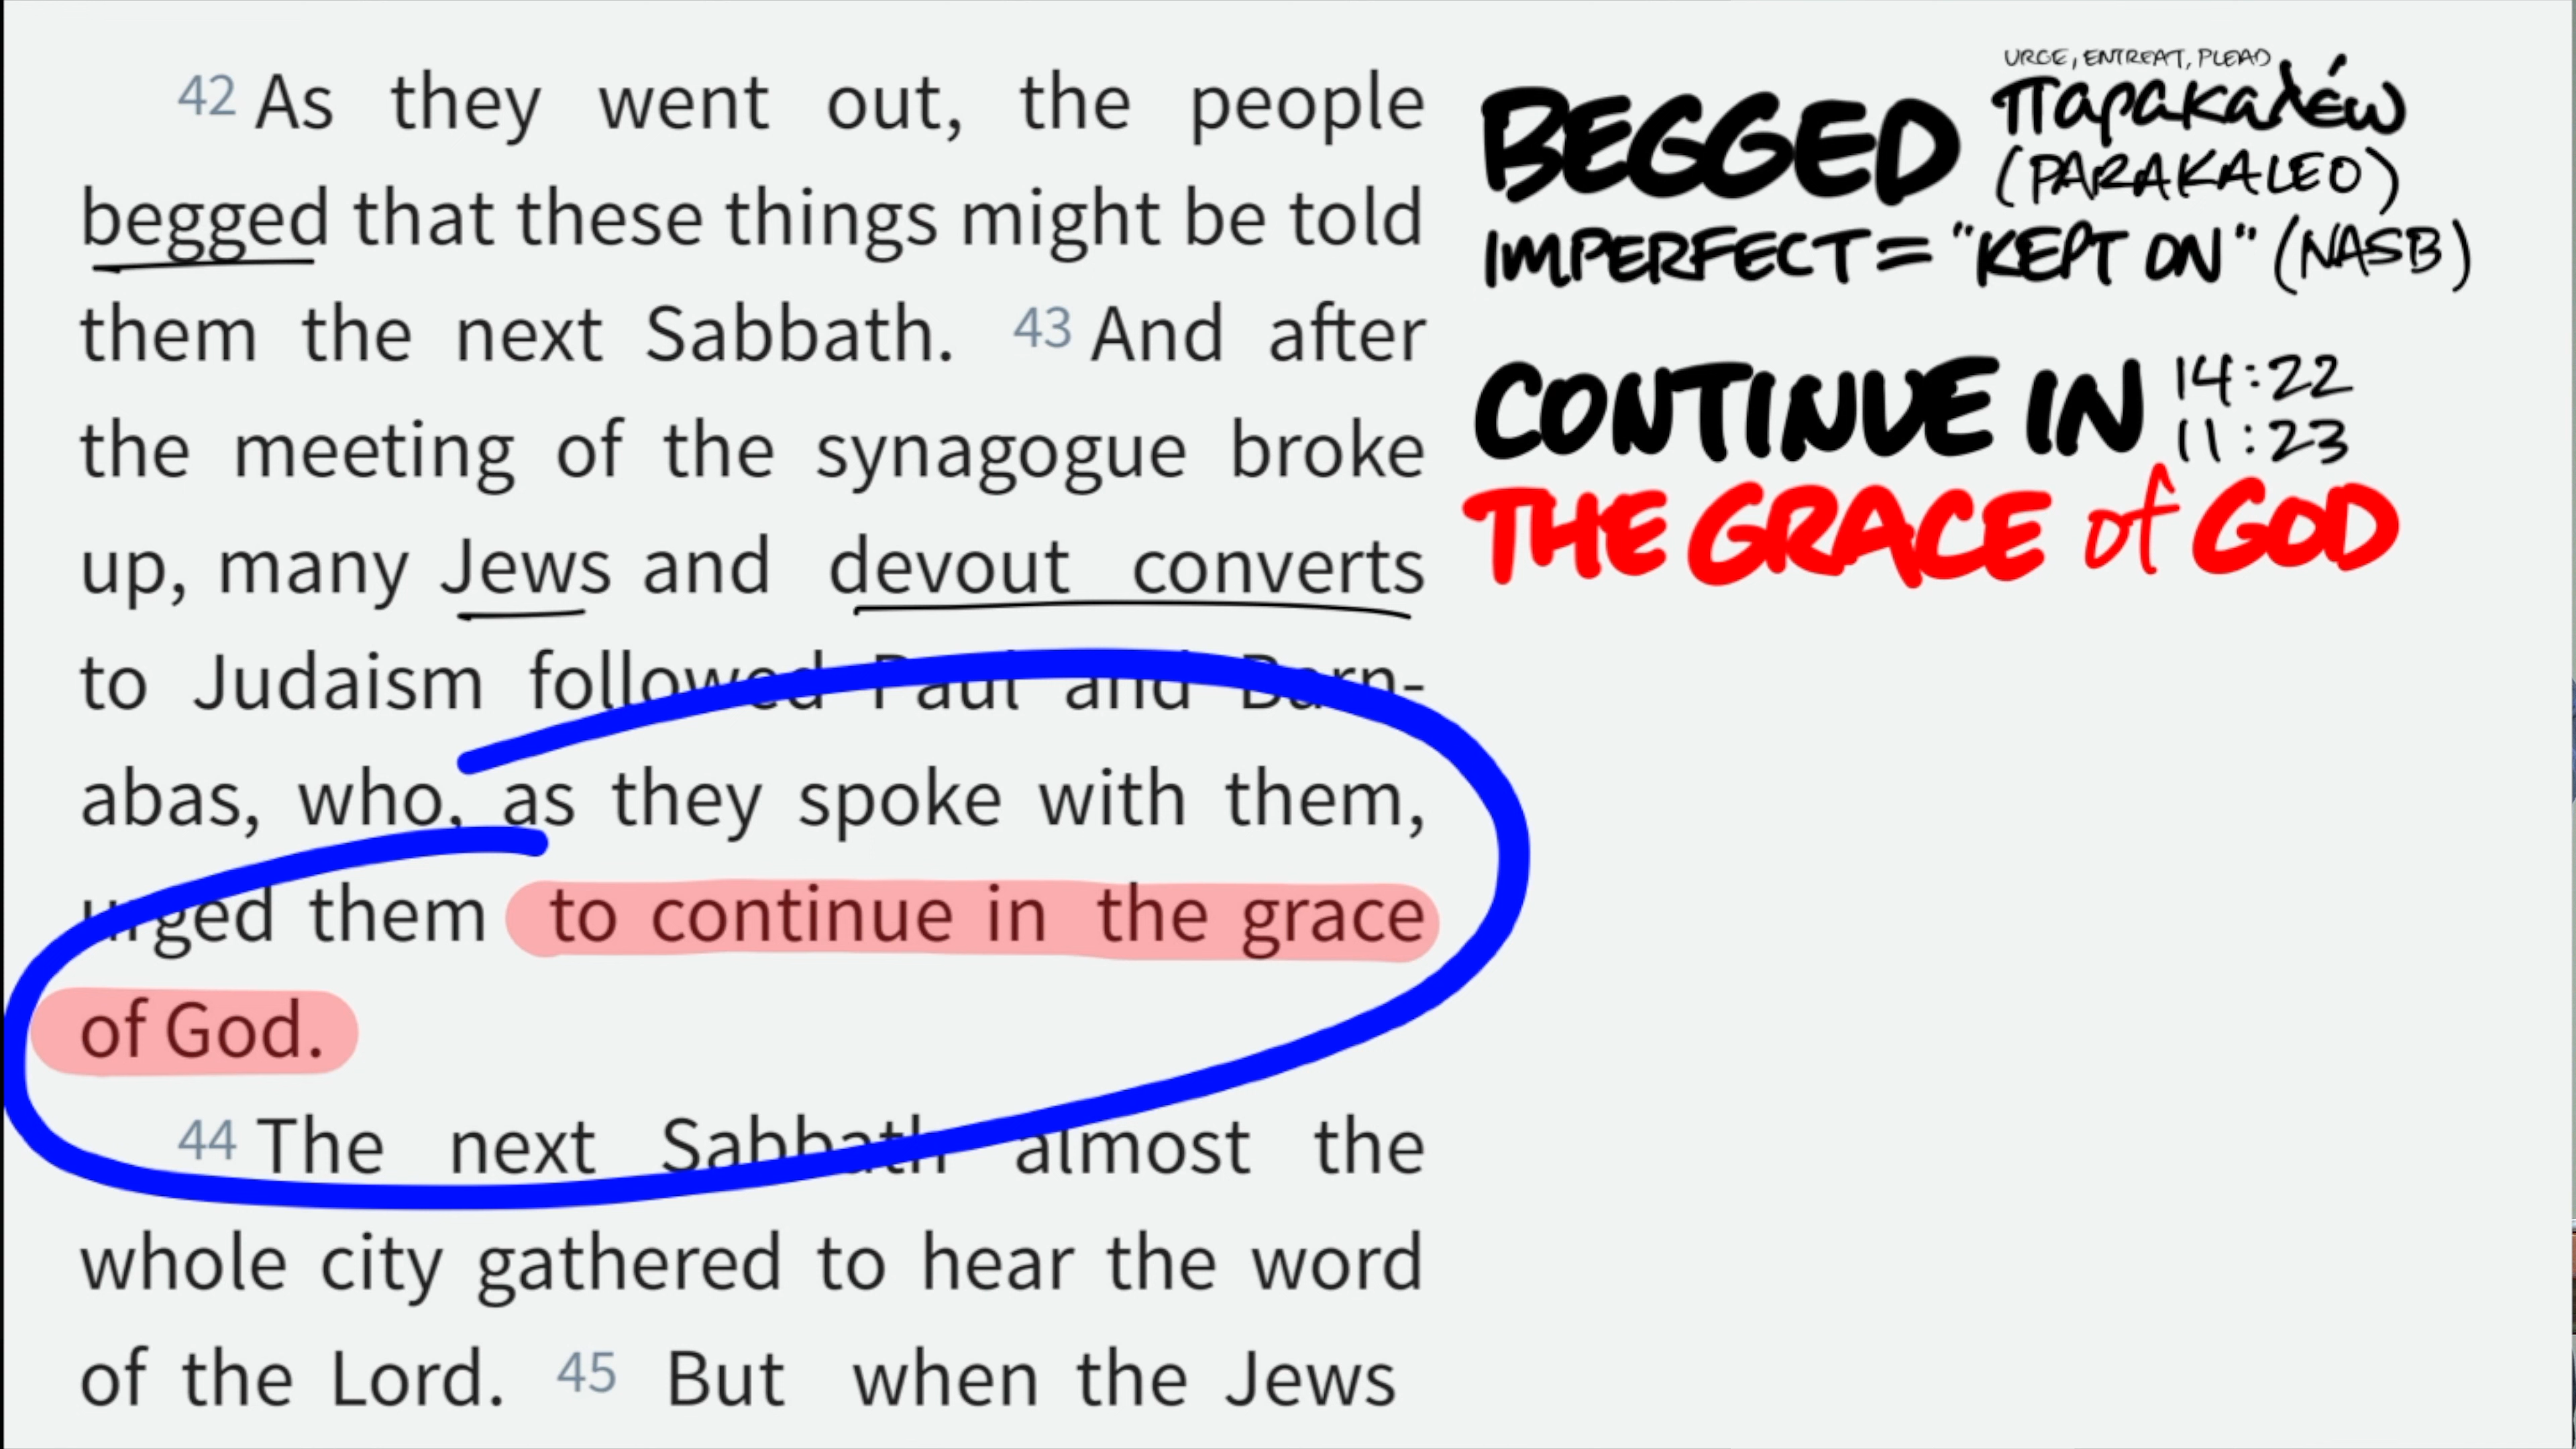 42 As they went out, the people
begged that these things might be told
them the next Sabbath. 43 And after
the meeting of the synagogue broke
up, many Jews and devout converts
to Judaism followed Paul and Barn-
abas, who, as they spoke with them,
urged them to continue in the grace
of God.
44 The next Sabbath almost the
whole city gathered to hear the word
of the Lord. 45 But when the Jews
URGE, ENTREAT, PLEAD
BEGGED παρακαλέω
(PARAKALEO)
IMPERFECT = "KEPT ON" (NASB)
CONTINUE IN 14:22
11:23
THE GRACE of GOD